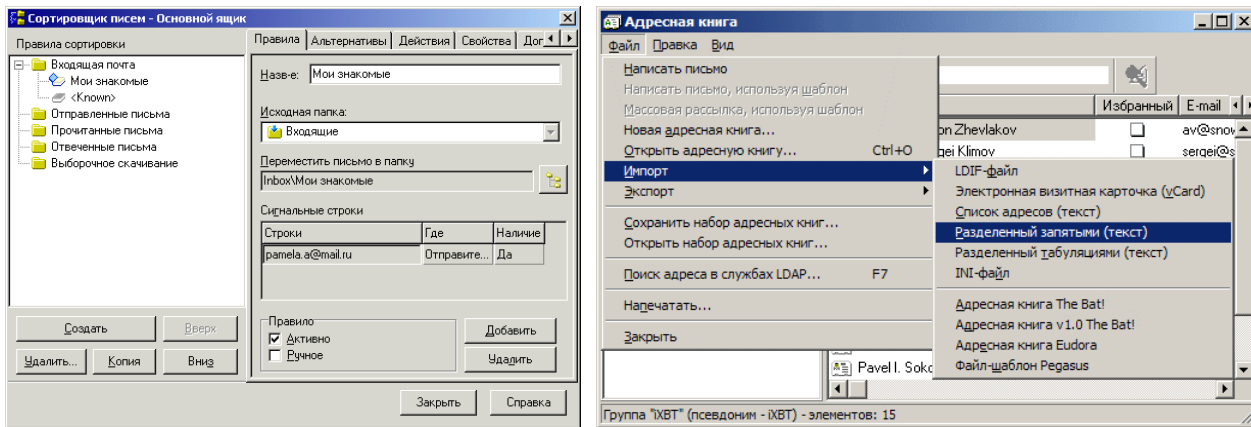 Сортировщик писем - Основной ящик
Правила сортировки
Входящая почта
Мои знакомые
<Known>
Отправленные письма
Прочитанные письма
Отвеченные письма
Выборочное скачивание
Создать
Вверх
Удалить...
Копия
Вниз
Правила
Альтернативы
Действия
Свойства
Назв-е:
Мои знакомые
Исходная папка:
Входящие
Переместить письмо в папку
Inbox\Мои знакомые
Сигнальные строки
Строки
Где
Наличие
pamela.a@mail.ru
Отправите...
Да
Правило
Активно
Ручное
Добавить
Удалить
Закрыть
Справка
Адресная книга
Файл Правка Вид
Написать письмо
Написать письмо, используя шаблон
Массовая рассылка, используя шаблон
Новая адресная книга...
Открыть адресную книгу... Ctrl+O
Импорт
Экспорт
Сохранить набор адресных книг...
Открыть набор адресных книг...
Поиск адреса в службах LDAP... F7
Напечатать...
Закрыть
Избранный
E-mail
on Zhevlakov
av@snov
gei Klimov
sergei@s
LDIF-файл
Электронная визитная карточка (vCard)
Список адресов (текст)
Разделенный запятыми (текст)
Разделенный табуляциями (текст)
INI-файл
Адресная книга The Bat!
Адресная книга v1.0 The Bat!
Адресная книга Eudora
Файл-шаблон Pegasus
Pavel I. Soko
Группа "iXBT" (псевдоним - iXBT) - элементов: 15